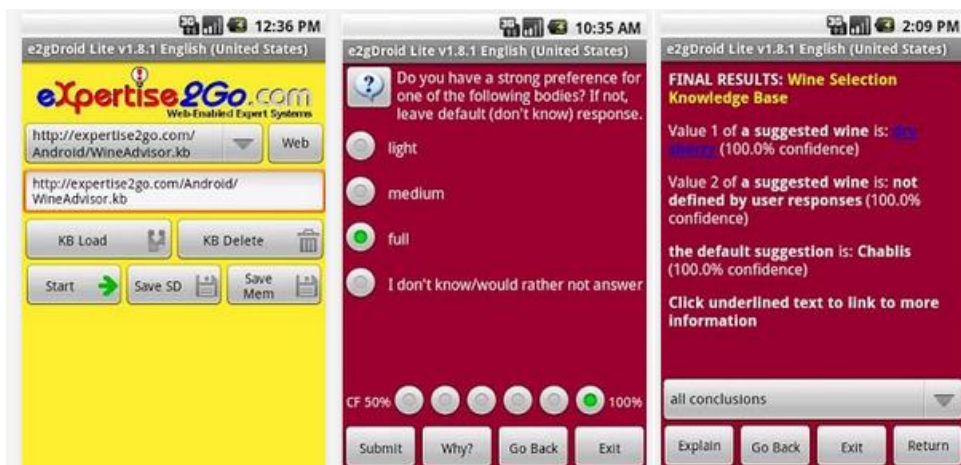 12:36 PM
e2gDroid Lite v1.8.1 English (United States)
eXpertise2Go.com
Web-Enabled Expert Systems
http://expertise2go.com/
Android/WineAdvisor.kb
Web
http://expertise2go.com/Android/
WineAdvisor.kb
KB Load
KB Delete
Start
Save SD
Save
Mem
3G
10:35 AM
e2gDroid Lite v1.8.1 English (United States)
Do you have a strong preference for
one of the following bodies? If not,
leave default (don't know) response.
light
medium
full
I don't know/would rather not answer
CF 50%
100%
Submit
Why?
Go Back
Exit
3G
2:09 PM
e2gDroid Lite v1.8.1 English (United States)
FINAL RESULTS: Wine Selection
Knowledge Base
Value 1 of a suggested wine is: dry
sherry (100.0% confidence)
Value 2 of a suggested wine is: not
defined by user responses (100.0%
confidence)
the default suggestion is: Chablis
(100.0% confidence)
Click underlined text to link to more
information
all conclusions
Explain
Go Back
Exit
Return